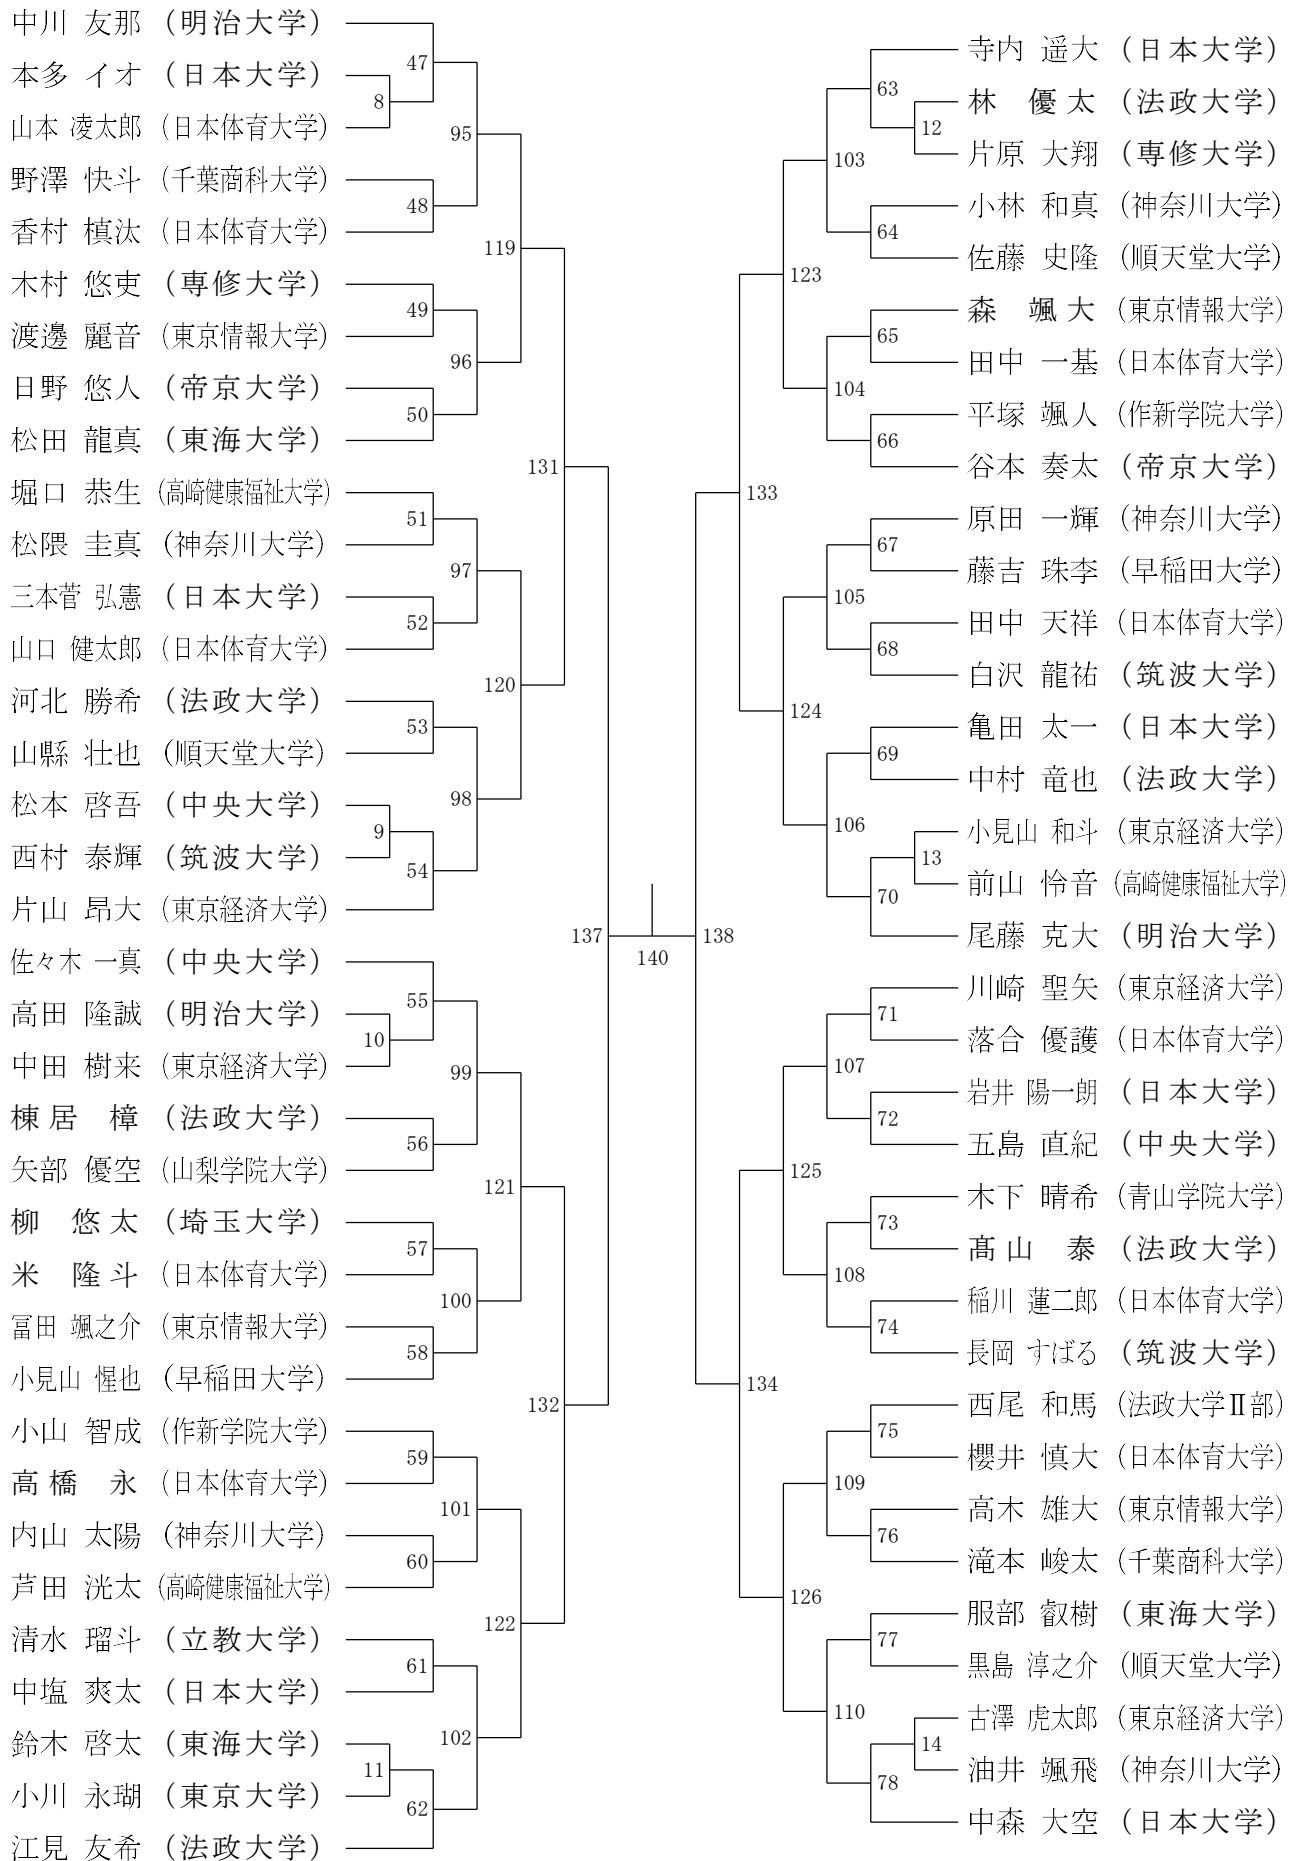 中川 友那 (明治大学)
本多 イオ (日本大学)
山本 凌太郎 (日本体育大学)
野澤 快斗 (千葉商科大学)
香村 槙汰 (日本体育大学)
木村 悠吏 (専修大学)
渡邊 麗音 (東京情報大学)
日野 悠人 (帝京大学)
松田 龍真 (東海大学)
堀口 恭生 (高崎健康福祉大学)
松隈 圭真 (神奈川大学)
三本菅 弘憲 (日本大学)
山口 健太郎 (日本体育大学)
河北 勝希 (法政大学)
山縣 壮也 (順天堂大学)
松本 啓吾 (中央大学)
西村 泰輝 (筑波大学)
片山 昂大 (東京経済大学)
佐々木 一真 (中央大学)
高田 隆誠 (明治大学)
中田 樹来 (東京経済大学)
棟居 樟 (法政大学)
矢部 優空 (山梨学院大学)
柳 悠太 (埼玉大学)
米 隆斗 (日本体育大学)
冨田 颯之介 (東京情報大学)
小見山 惺也 (早稲田大学)
小山 智成 (作新学院大学)
高橋 永 (日本体育大学)
内山 太陽 (神奈川大学)
芦田 洸太 (高崎健康福祉大学)
清水 瑠斗 (立教大学)
中塩 爽太 (日本大学)
鈴木 啓太 (東海大学)
小川 永瑚 (東京大学)
江見 友希 (法政大学)
8
9
10
11
47
48
49
50
51
52
53
54
55
56
57
58
59
60
61
62
95
96
97
98
99
100
101
102
119
120
121
122
131
132
137
140
138
133
134
123
124
125
126
103
104
105
106
107
108
109
110
63
64
65
66
67
68
69
70
71
72
73
74
75
76
77
78
12
13
14
寺内 遥大 (日本大学)
林 優太 (法政大学)
片原 大翔 (専修大学)
小林 和真 (神奈川大学)
佐藤 史隆 (順天堂大学)
森 颯大 (東京情報大学)
田中 一基 (日本体育大学)
平塚 颯人 (作新学院大学)
谷本 奏太 (帝京大学)
原田 一輝 (神奈川大学)
藤吉 珠李 (早稲田大学)
田中 天祥 (日本体育大学)
白沢 龍祐 (筑波大学)
亀田 太一 (日本大学)
中村 竜也 (法政大学)
小見山 和斗 (東京経済大学)
前山 怜音 (高崎健康福祉大学)
尾藤 克大 (明治大学)
川崎 聖矢 (東京経済大学)
落合 優護 (日本体育大学)
岩井 陽一朗 (日本大学)
五島 直紀 (中央大学)
木下 晴希 (青山学院大学)
髙山 泰 (法政大学)
稲川 蓮二郎 (日本体育大学)
長岡 すばる (筑波大学)
西尾 和馬 (法政大学Ⅱ部)
櫻井 慎大 (日本体育大学)
高木 雄大 (東京情報大学)
滝本 峻太 (千葉商科大学)
服部 叡樹 (東海大学)
黒島 淳之介 (順天堂大学)
古澤 虎太郎 (東京経済大学)
油井 颯飛 (神奈川大学)
中森 大空 (日本大学)